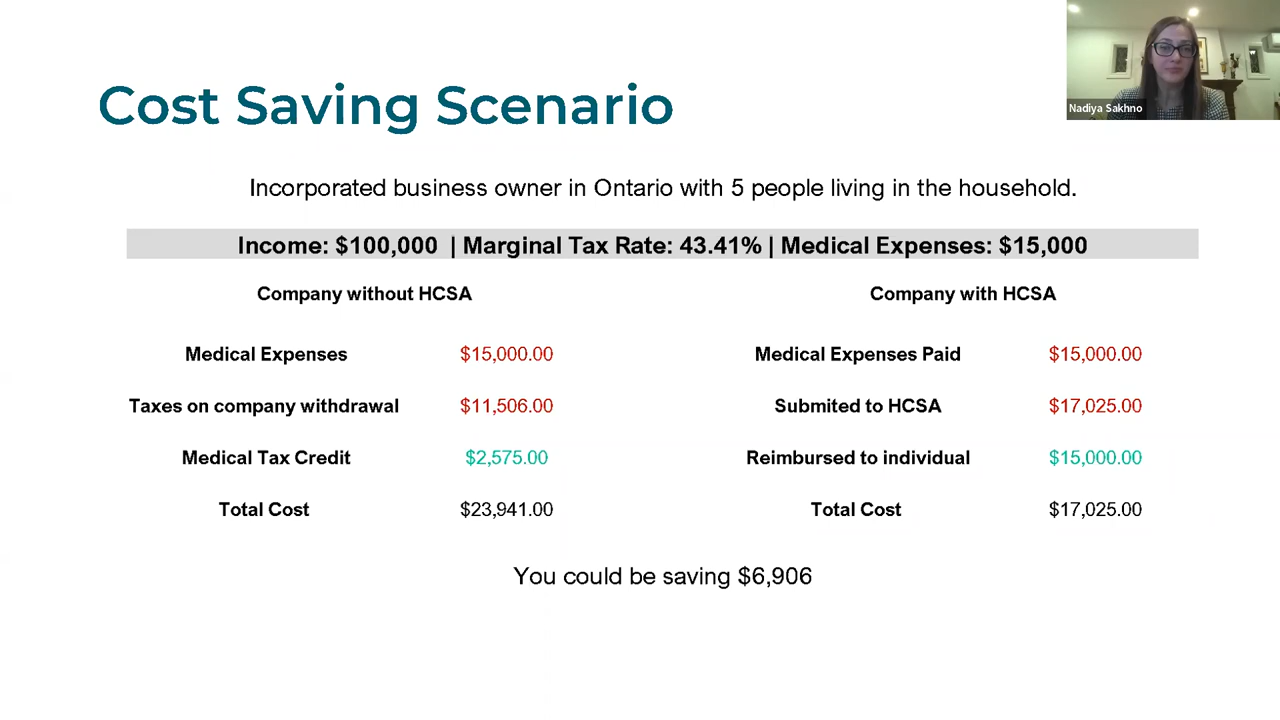 Nadiya Sakhno
Cost Saving Scenario
Incorporated business owner in Ontario with 5 people living in the household.
Income: $100,000 | Marginal Tax Rate: 43.41% | Medical Expenses: $15,000
Company without HCSA
Medical Expenses $15,000.00
Taxes on company withdrawal $11,506.00
Medical Tax Credit $2,575.00
Total Cost $23,941.00
Company with HCSA
Medical Expenses Paid $15,000.00
Submited to HCSA $17,025.00
Reimbursed to individual $15,000.00
Total Cost $17,025.00
You could be saving $6,906